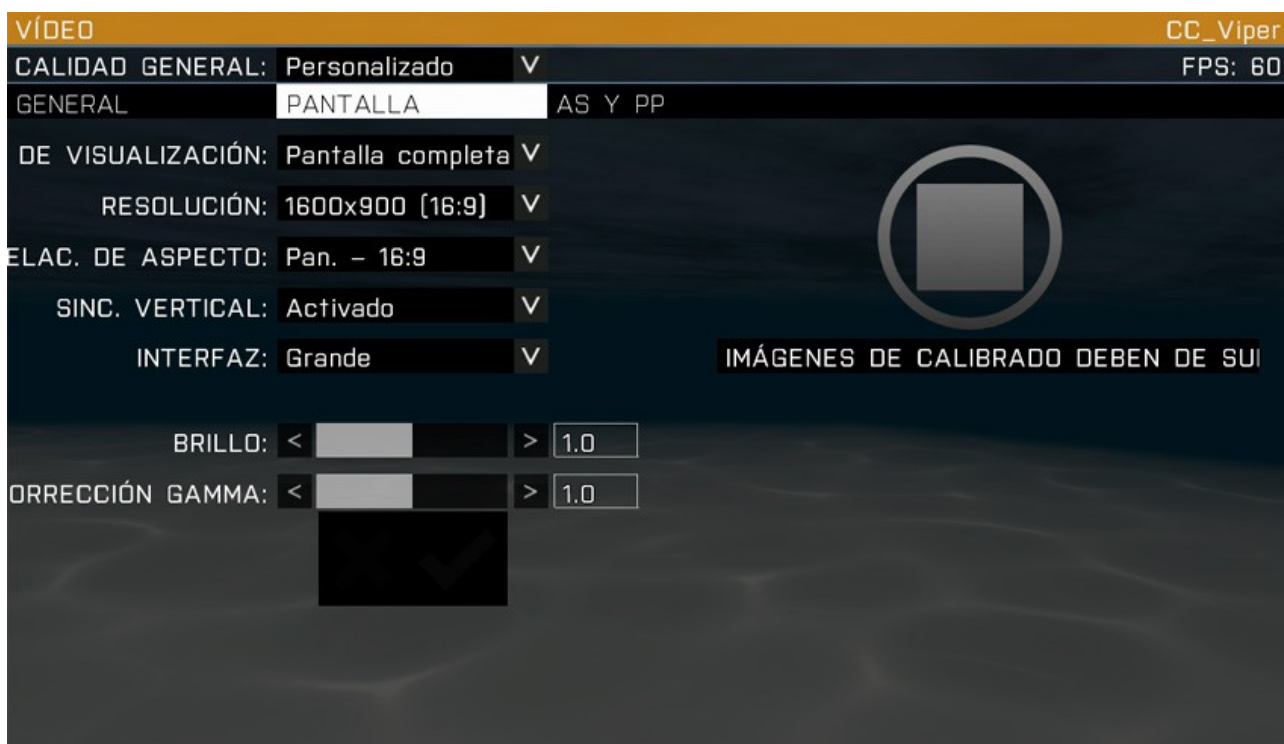 VÍDEO CC_Viper
CALIDAD GENERAL: Personalizado V FPS: 60
GENERAL PANTALLA AS Y PP
DE VISUALIZACIÓN: Pantalla completa V
RESOLUCIÓN: 1600x900 (16:9) V
ELAC. DE ASPECTO: Pan. – 16:9 V
SINC. VERTICAL: Activado V
INTERFAZ: Grande V
IMÁGENES DE CALIBRADO DEBEN DE SUI
BRILLO: < > 1.0
ORRECCIÓN GAMMA: < > 1.0